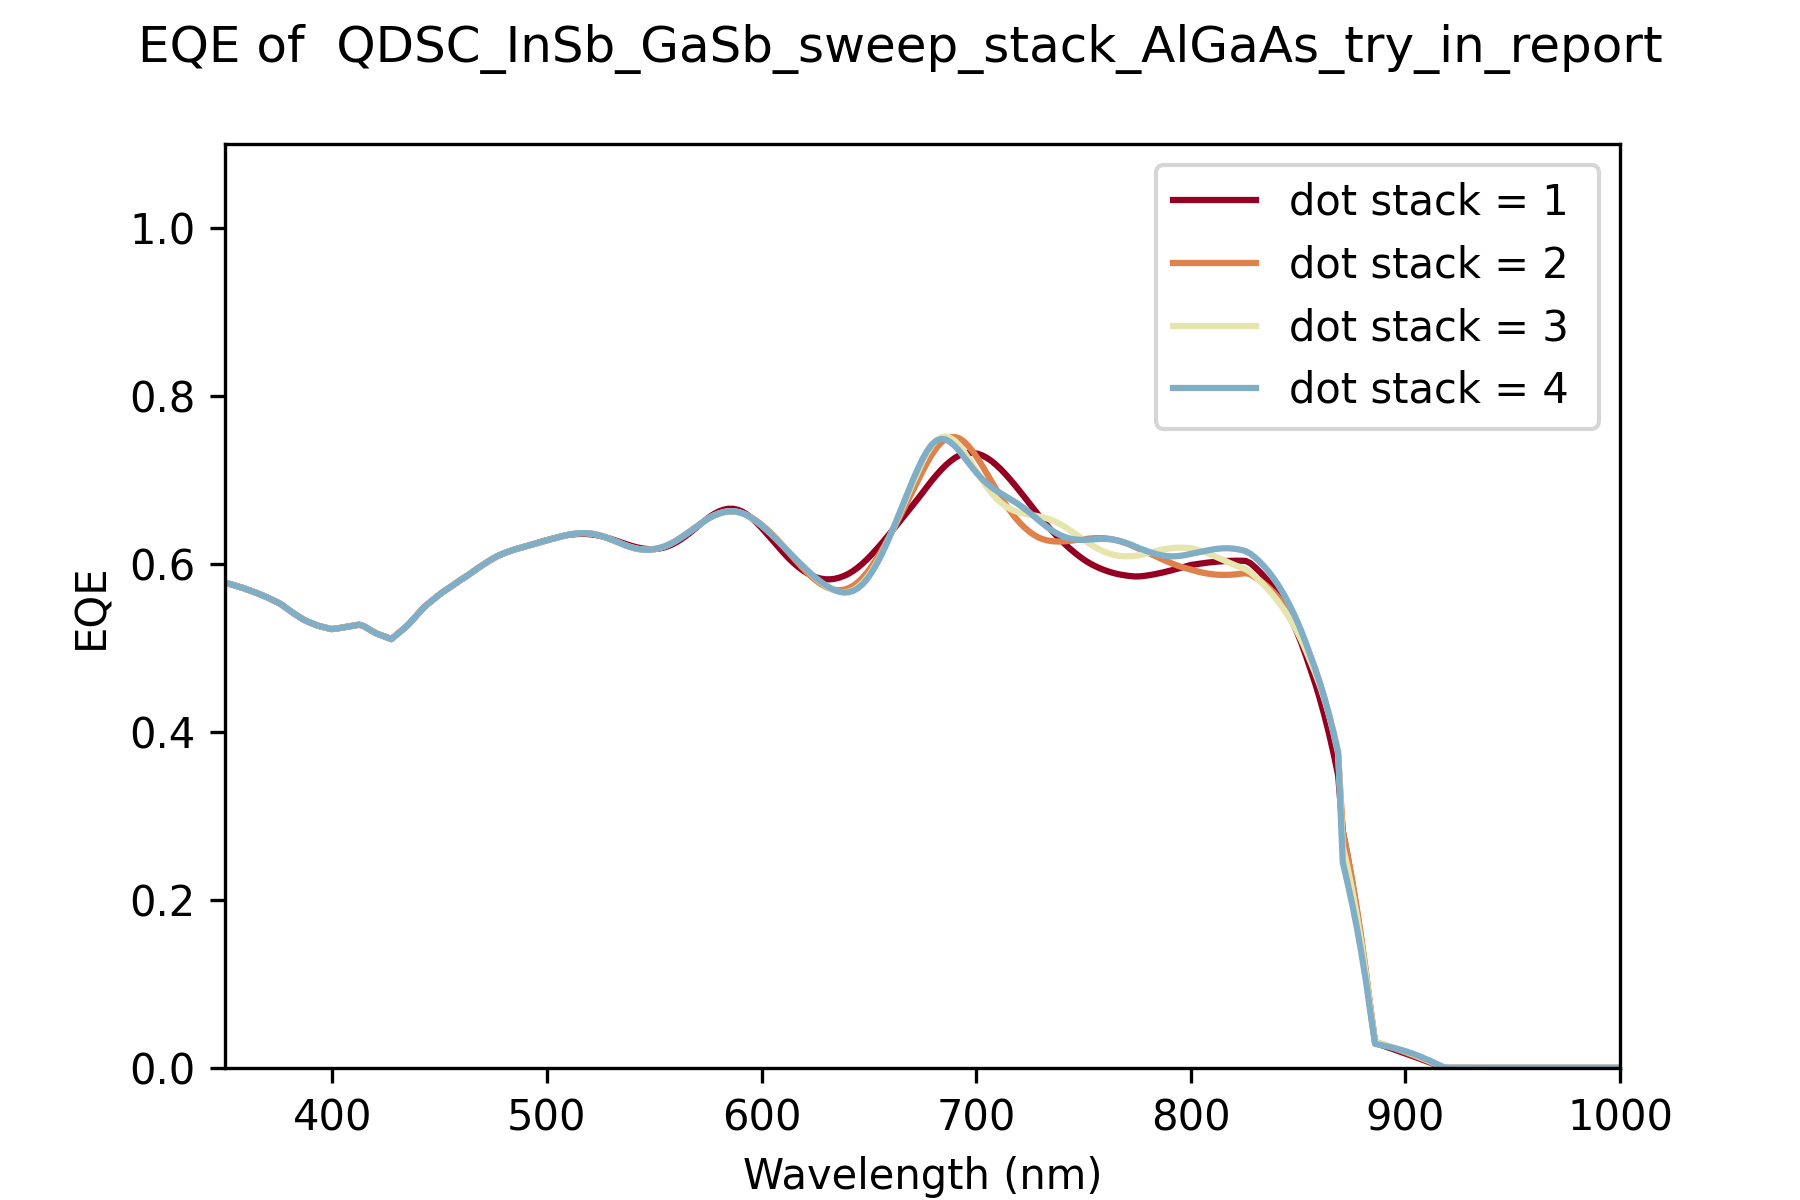 EQE of  QDSC_InSb_GaSb_sweep_stack_AlGaAs_try_in_report
dot stack = 1
dot stack = 2
dot stack = 3
dot stack = 4
1.0
0.8
0.6
0.4
0.2
0.0
EQE
400 500 600 700 800 900 1000
Wavelength (nm)